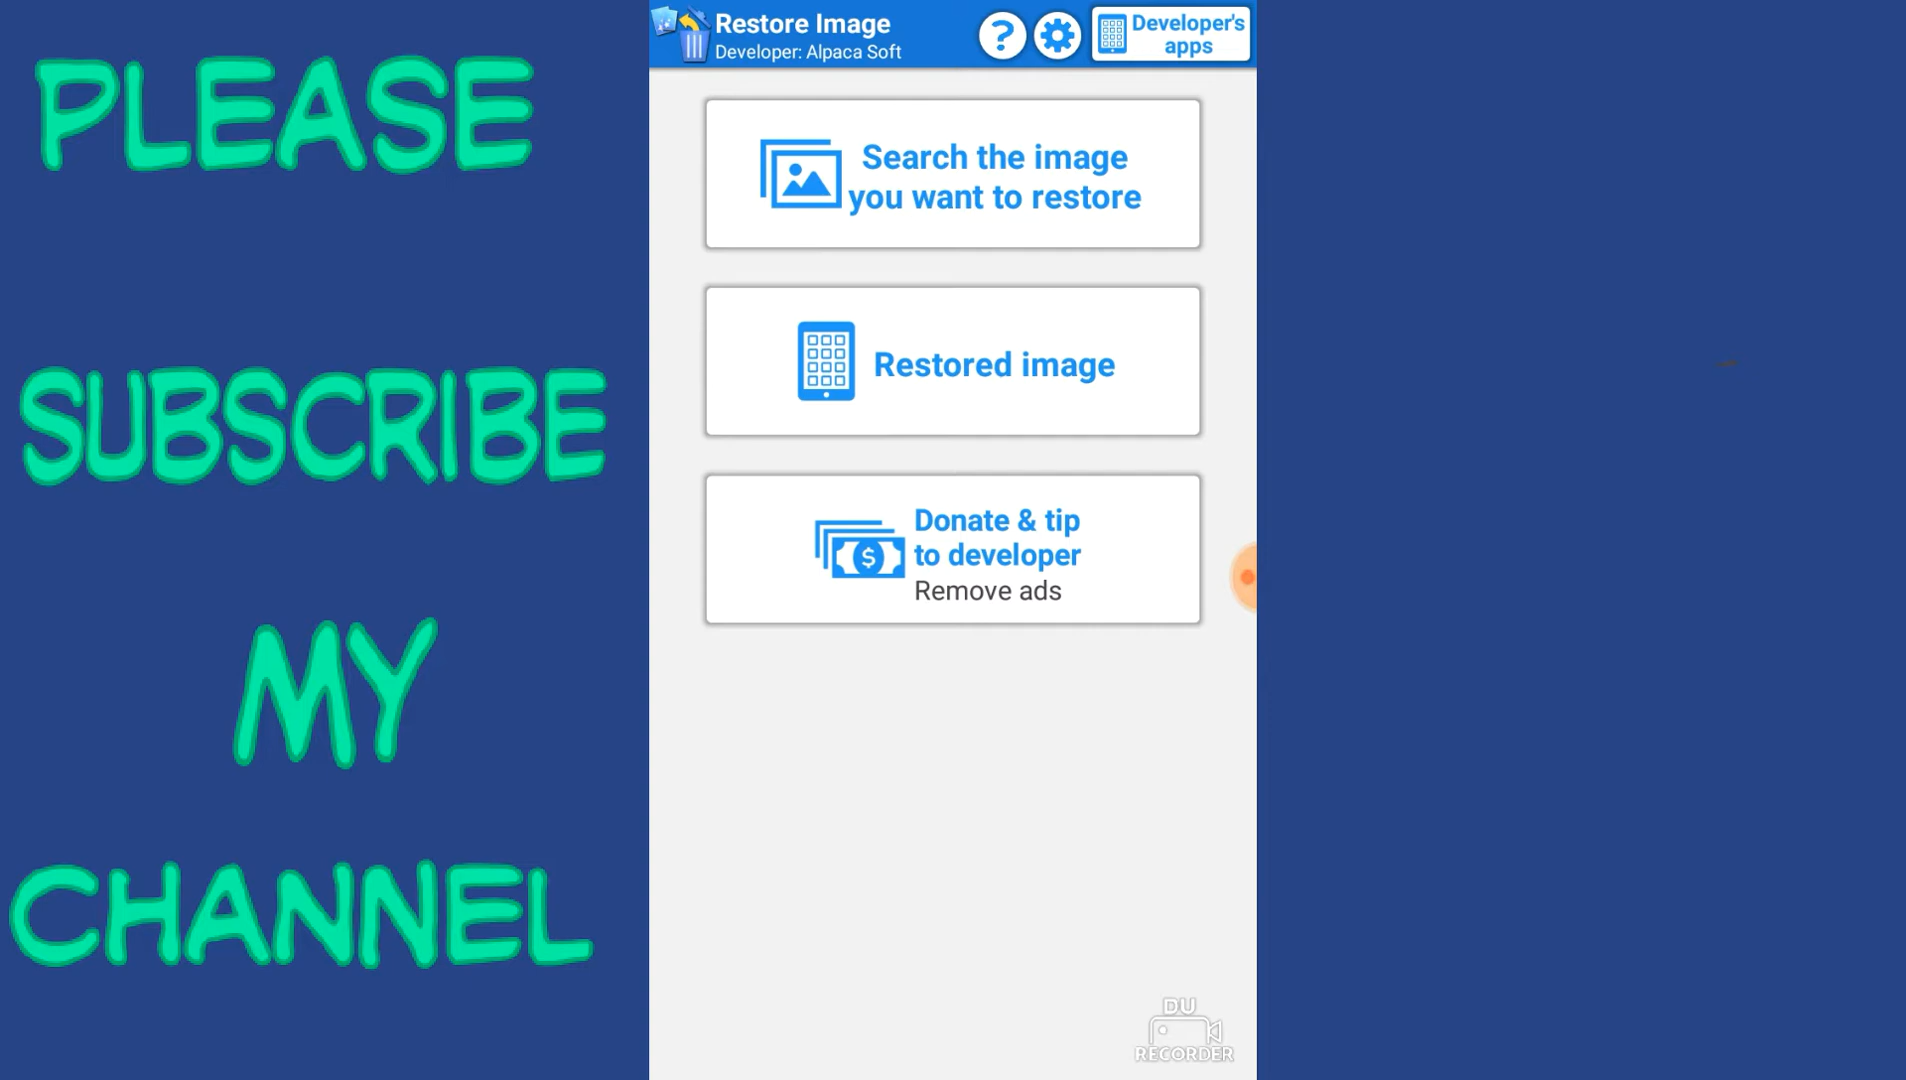 PLEASE
SUBSCRIBE
MY
CHANNEL
Restore Image
Developer: Alpaca Soft
?
Developer's
apps
Search the image
you want to restore
Restored image
Donate & tip
to developer
Remove ads
DU
RECORDER